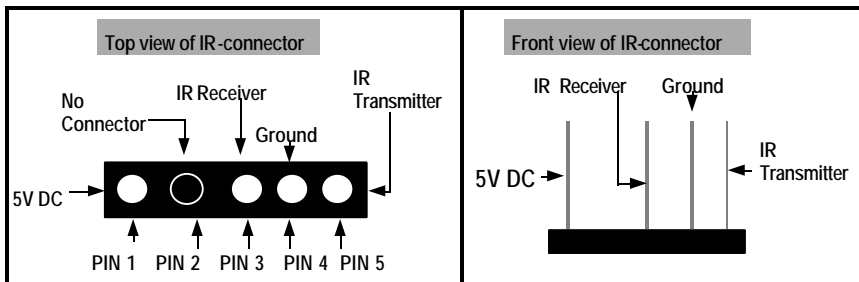 Top view of IR-connector
No
Connector
IR Receiver
Ground
IR
Transmitter
5V DC
PIN 1 PIN 2 PIN 3 PIN 4 PIN 5
Front view of IR-connector
IR Receiver
Ground
5V DC
IR
Transmitter